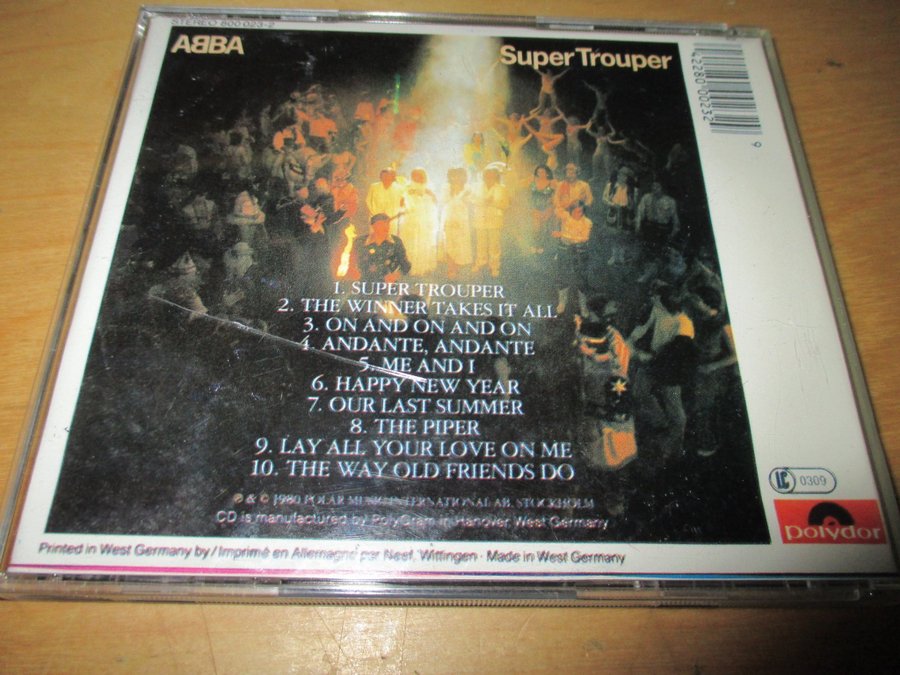 STEREO 800 023-2
ABBA
Super Trouper
22800 00232
9
1. SUPER TROUPER
2. THE WINNER TAKES IT ALL
3. ON AND ON AND ON
4. ANDANTE, ANDANTE
5. ME AND I
6. HAPPY NEW YEAR
7. OUR LAST SUMMER
8. THE PIPER
9. LAY ALL YOUR LOVE ON ME
10. THE WAY OLD FRIENDS DO
℗ & © 1980 POLAR MUSIC INTERNATIONAL AB, STOCKHOLM
CD is manufactured by PolyGram in Hanover West Germany
LC 0309
polydor
Printed in West Germany by / Imprimé en Allemagne par Neef, Wittingen · Made in West Germany